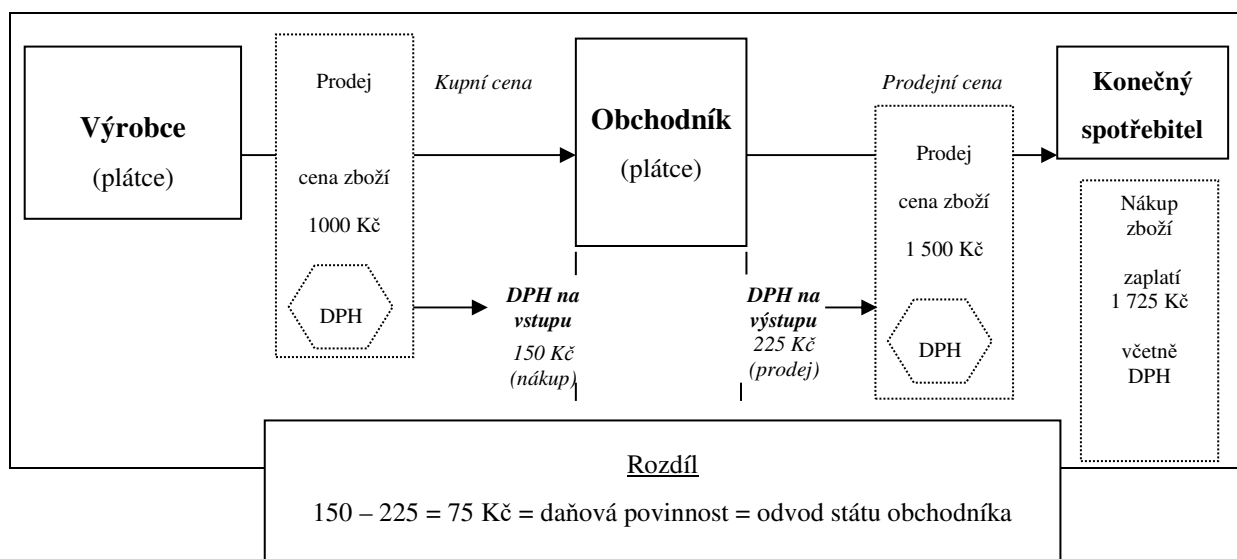 Výrobce
(plátce)
Prodej
cena zboží
1000 Kč
DPH
Kupní cena
DPH na
vstupu
150 Kč
(nákup)
Obchodník
(plátce)
DPH na
výstupu
225 Kč
(prodej)
Prodejní cena
Prodej
cena zboží
1 500 Kč
DPH
Konečný
spotřebitel
Nákup
zboží
zaplatí
1 725 Kč
včetně
DPH
Rozdíl
150 – 225 = 75 Kč = daňová povinnost = odvod státu obchodníka